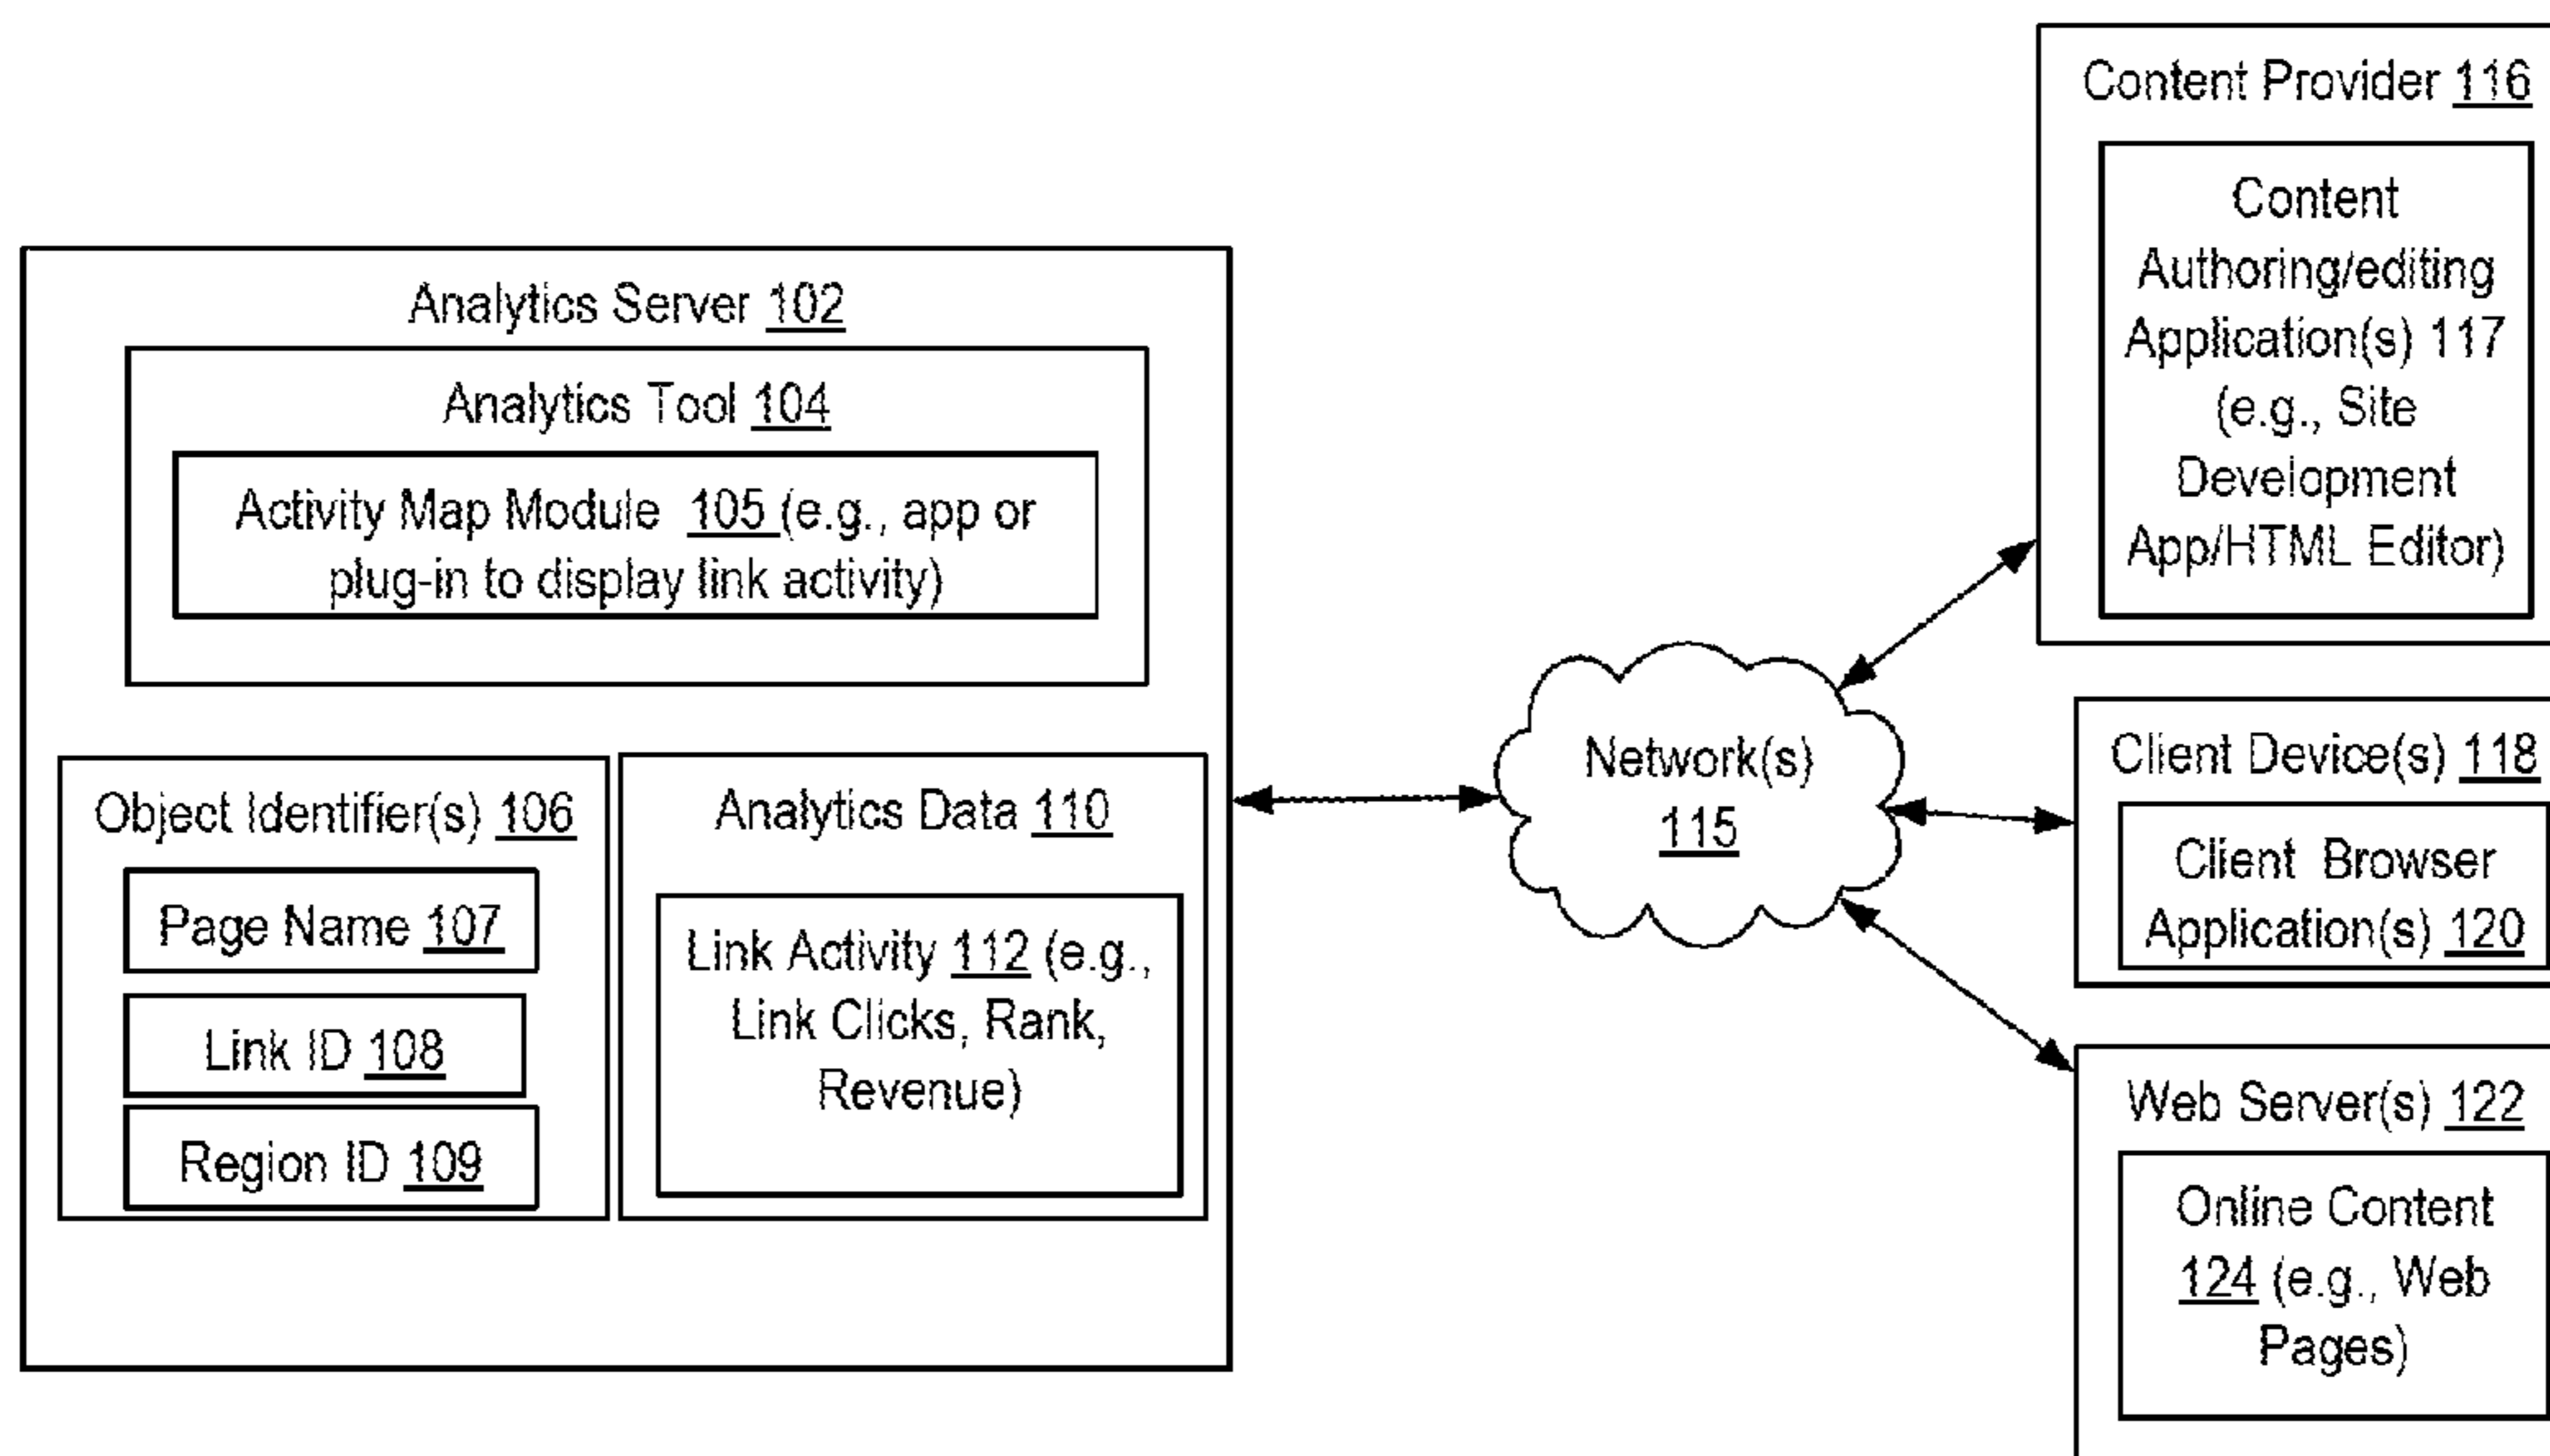 Content Provider 116
Content
Authoring/editing
Application(s) 117
(e.g., Site
Development
App/HTML Editor)
Analytics Server 102
Analytics Tool 104
Activity Map Module 105 (e.g., app or
plug-in to display link activity)
Object Identifier(s) 106
Page Name 107
Link ID 108
Region ID 109
Analytics Data 110
Link Activity 112 (e.g.,
Link Clicks, Rank,
Revenue)
Network(s)
115
Client Device(s) 118
Client Browser
Application(s) 120
Web Server(s) 122
Online Content
124 (e.g., Web
Pages)